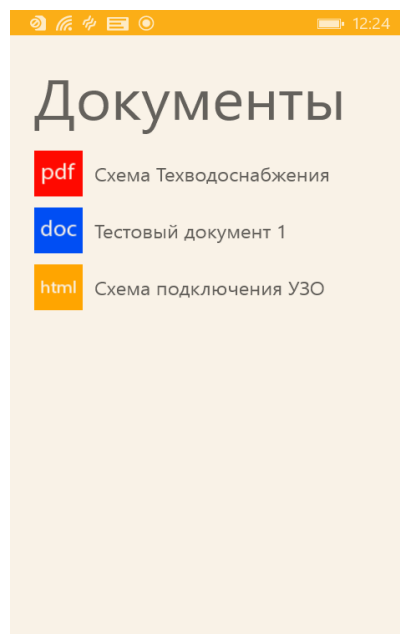 12:24
Документы
pdf Схема Техводоснабжения
doc Тестовый документ 1
html Схема подключения УЗО